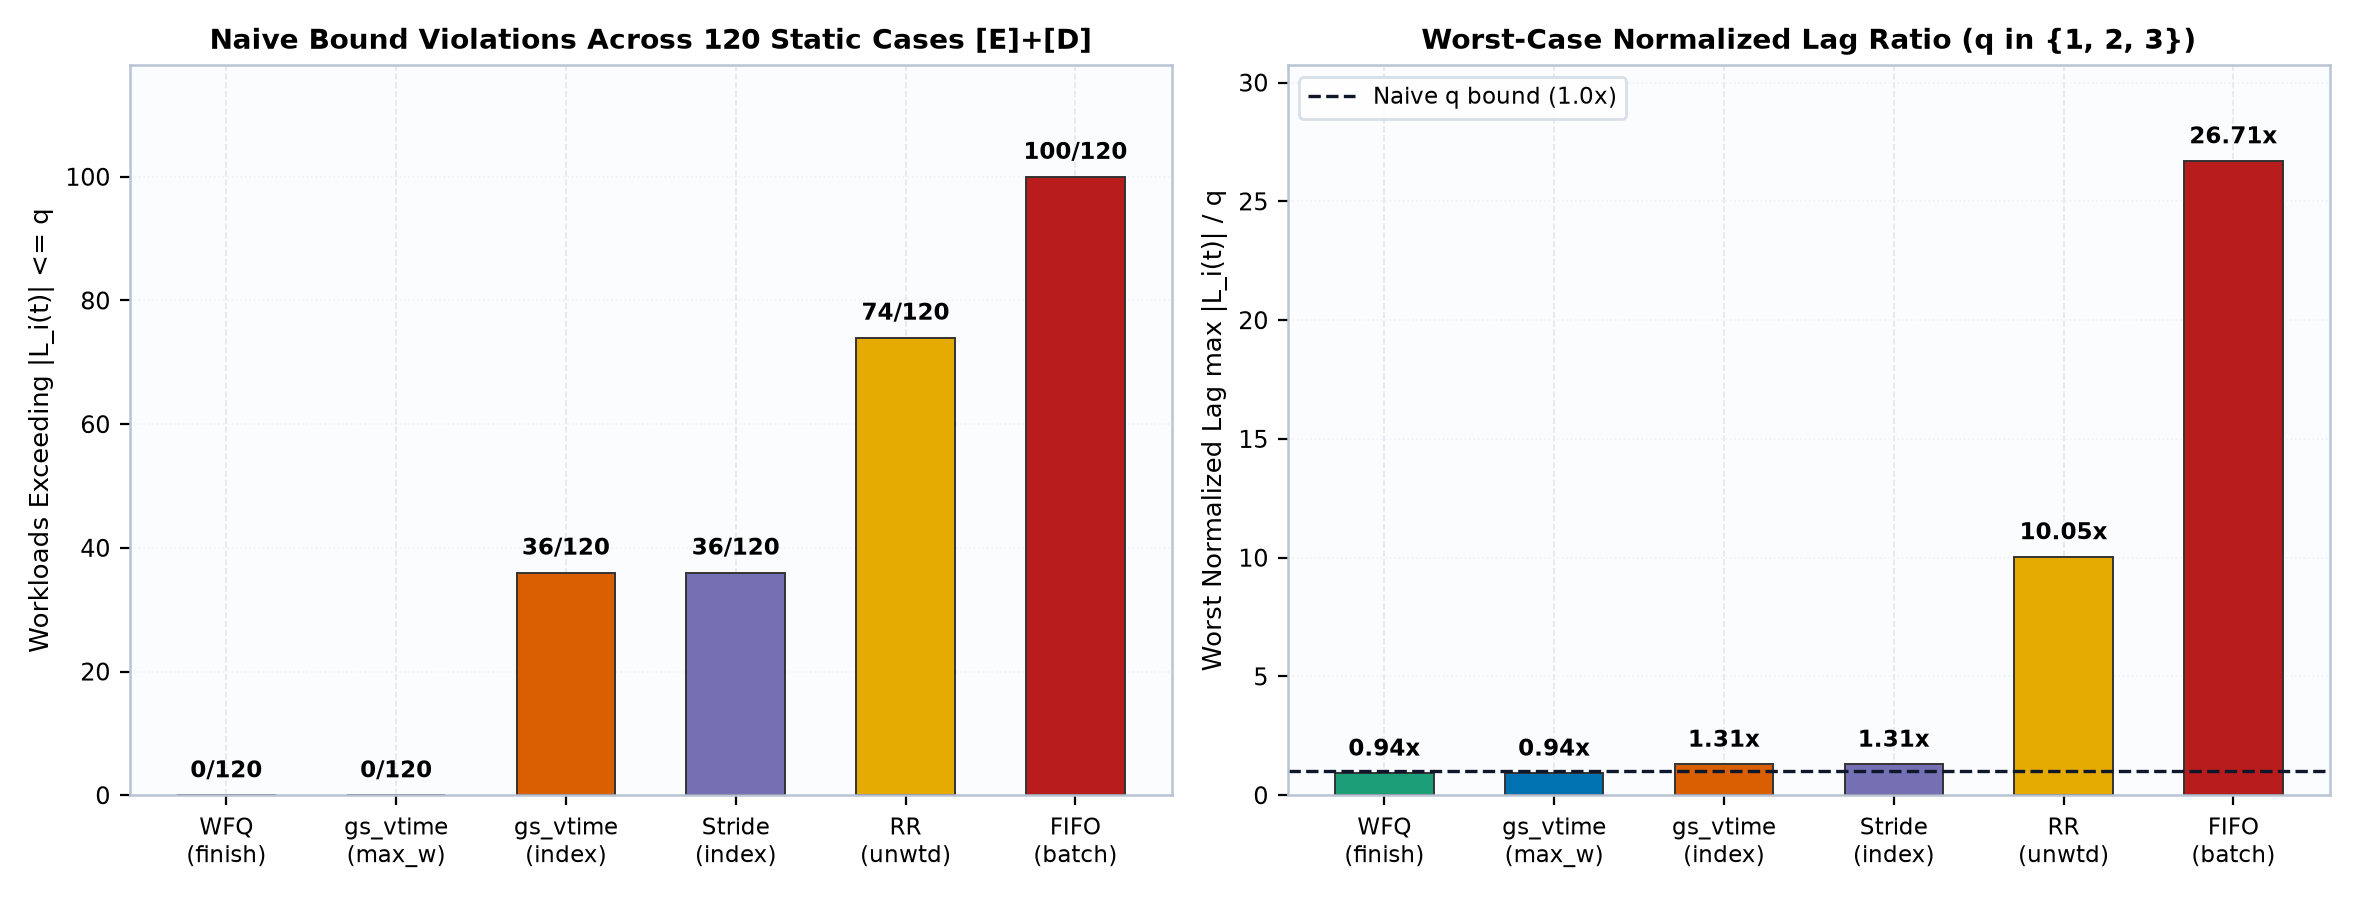 Naive Bound Violations Across 120 Static Cases [E]+[D]
Workloads Exceeding |L_i(t)| <= q
100
80
60
40
20
0
0/120
0/120
36/120
36/120
74/120
100/120
WFQ
(finish)
gs_vtime
(max_w)
gs_vtime
(index)
Stride
(index)
RR
(unwtd)
FIFO
(batch)
Worst-Case Normalized Lag Ratio (q in {1, 2, 3})
Worst Normalized Lag max |L_i(t)| / q
30
25
20
15
10
5
0
Naive q bound (1.0x)
0.94x
0.94x
1.31x
1.31x
10.05x
26.71x
WFQ
(finish)
gs_vtime
(max_w)
gs_vtime
(index)
Stride
(index)
RR
(unwtd)
FIFO
(batch)